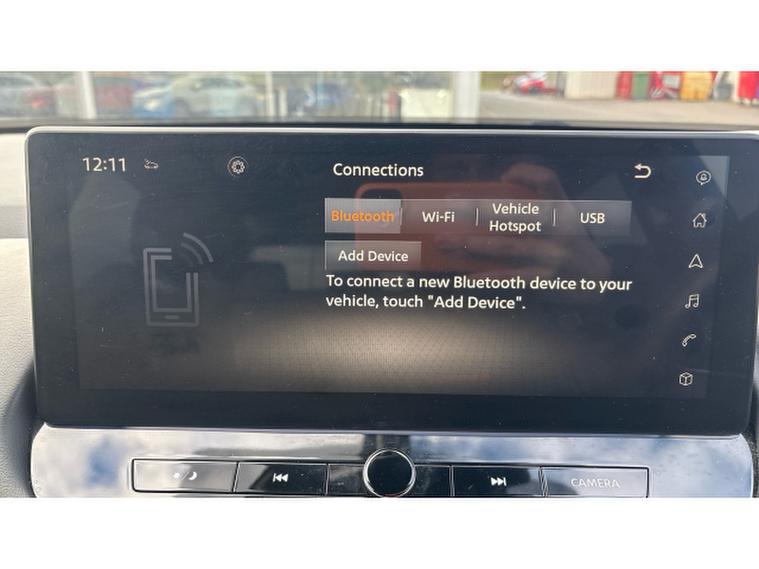 12:11
Connections
Bluetooth
Wi-Fi
Vehicle
Hotspot
USB
Add Device
To connect a new Bluetooth device to your
vehicle, touch "Add Device".
CAMERA